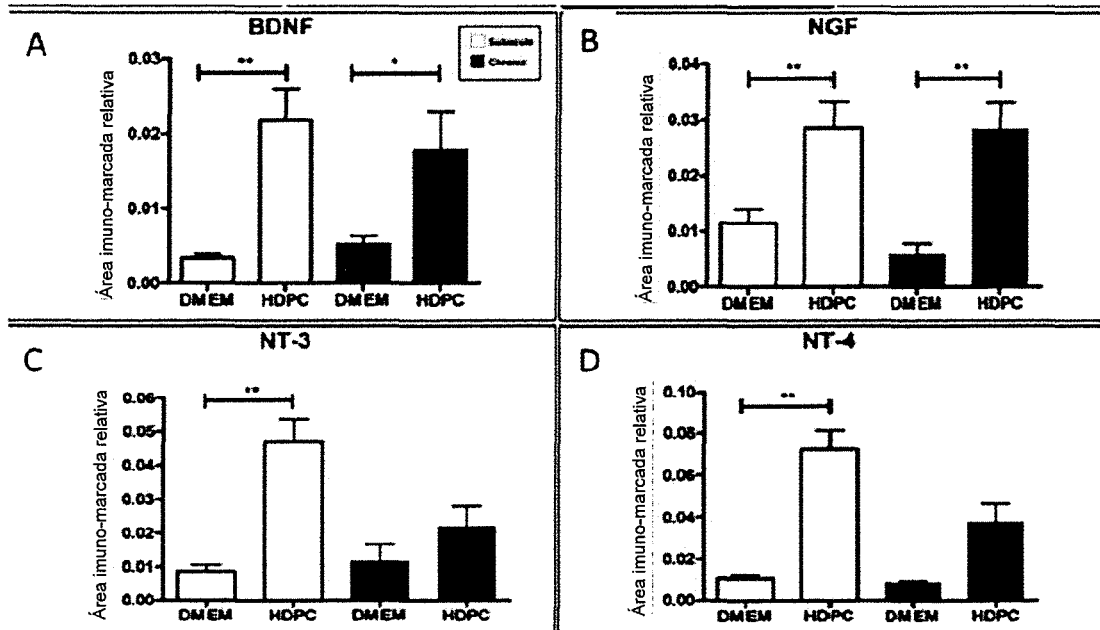 A
BDNF
Área imuno-marcada relativa
0.03
0.02
0.01
0.00
**
*
DMEM
HDPC
DMEM
HDPC
B
NGF
Área imuno-marcada relativa
0.04
0.03
0.02
0.01
0.00
**
**
DMEM
HDPC
DMEM
HDPC
C
NT-3
Área imuno-marcada relativa
0.06
0.05
0.04
0.03
0.02
0.01
0.00
**
DMEM
HDPC
DMEM
HDPC
D
NT-4
Área imuno-marcada relativa
0.10
0.08
0.06
0.04
0.02
0.00
**
DMEM
HDPC
DMEM
HDPC